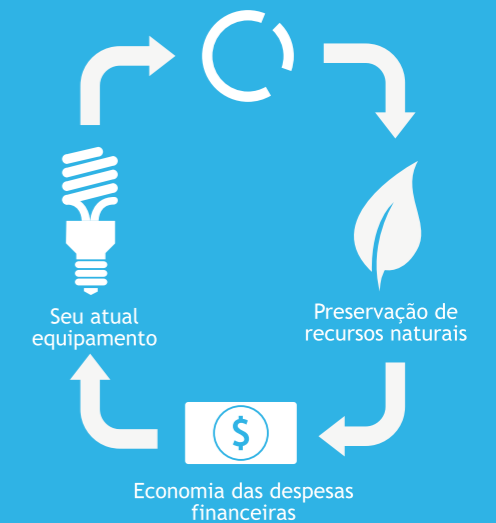 Seu atual
equipamento
Preservação de
recursos naturais
$
Economia das despesas
financeiras